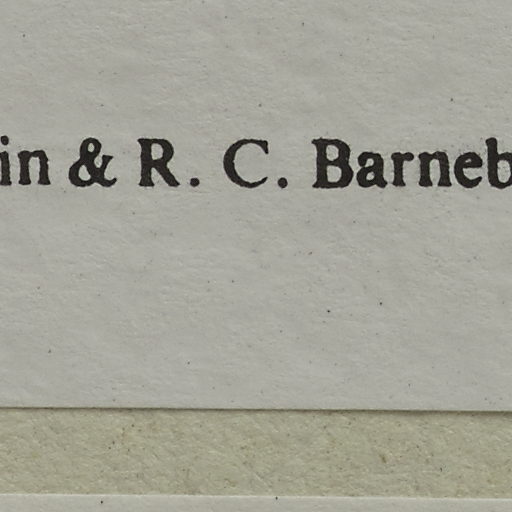 in & R. C. Barneb